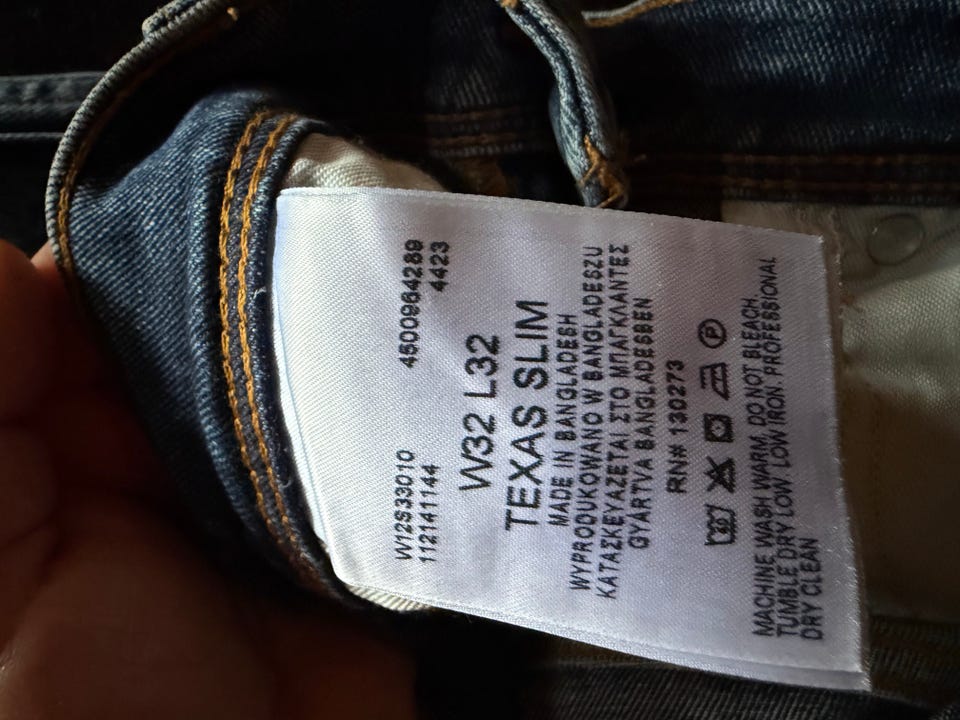 W12S33010 4500964289
112141144 4423
W32 L32
TEXAS SLIM
MADE IN BANGLADESH
WYPRODUKOWANO W BANGLADESZU
ΚΑΤΑΣΚΕΥΑΖΕΤΑΙ ΣΤΟ ΜΠΑΓΚΛΑΝΤΕΣ
GYARTVA BANGLADESBEN
RN# 130273
P
MACHINE WASH WARM, DO NOT BLEACH,
TUMBLE DRY LOW / LOW IRON. PROFESSIONAL
DRY CLEAN